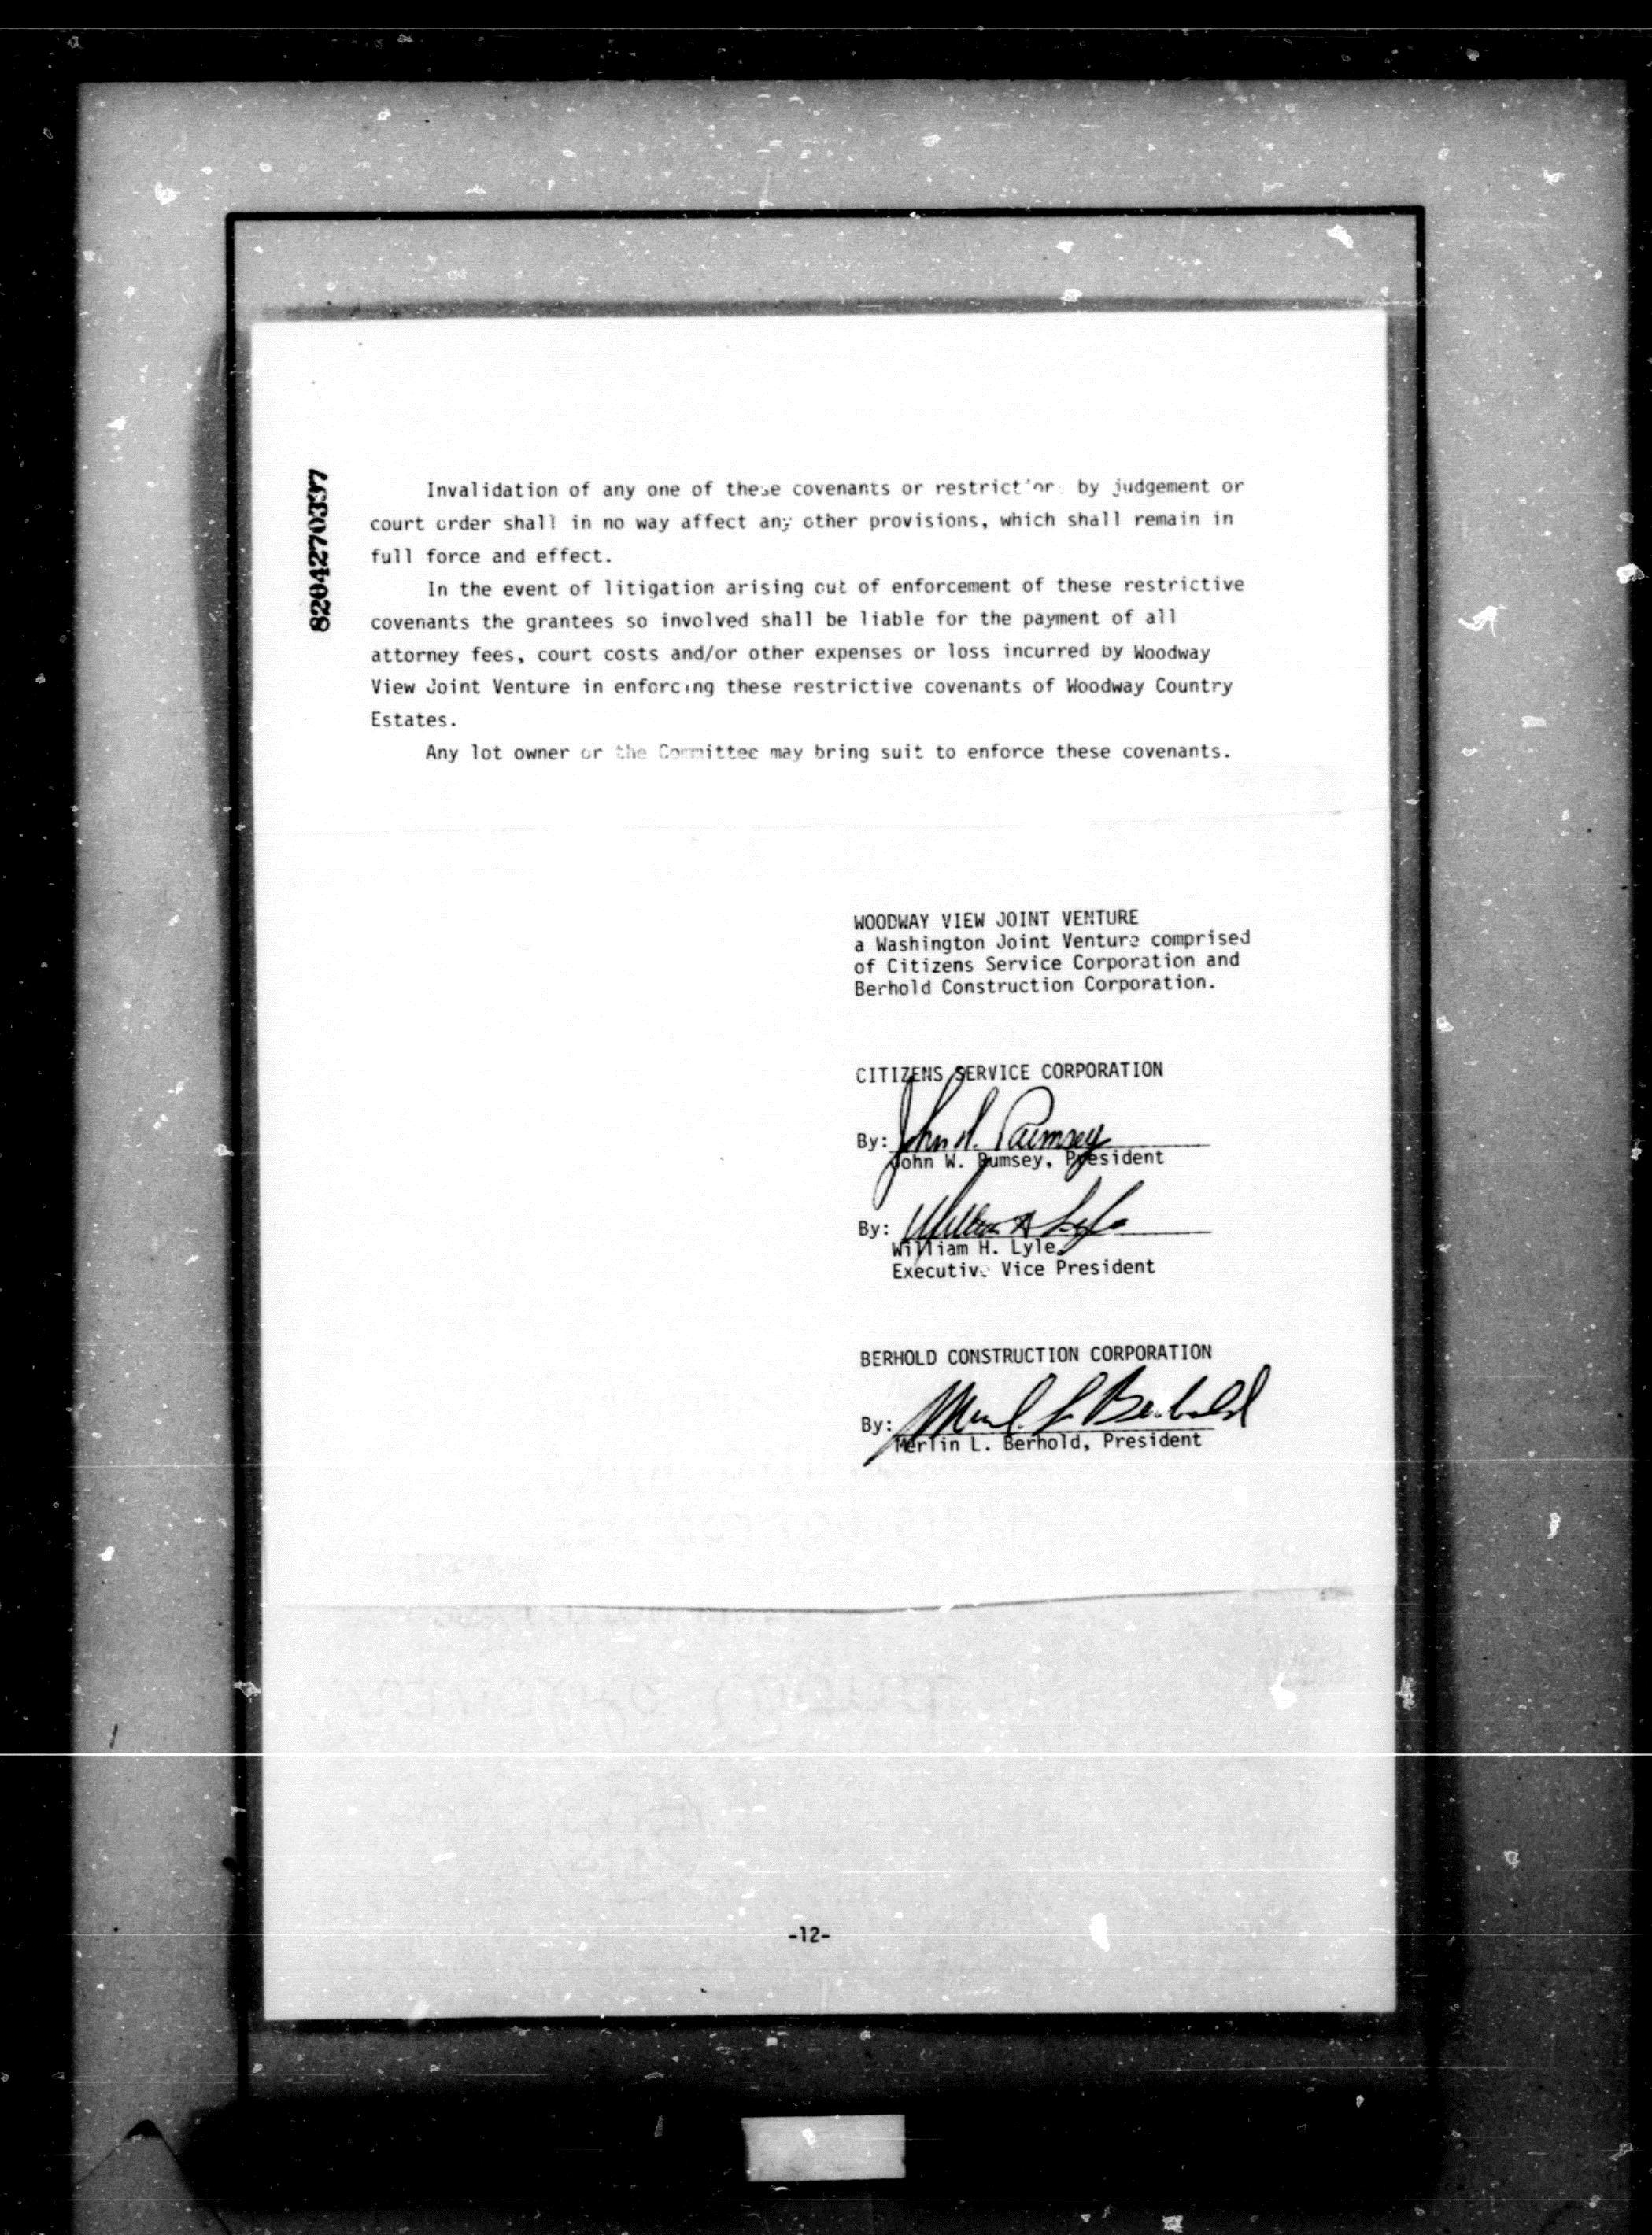 8204270337
Invalidation of any one of these covenants or restrictions by judgement or
court order shall in no way affect any other provisions, which shall remain in
full force and effect.
In the event of litigation arising out of enforcement of these restrictive
covenants the grantees so involved shall be liable for the payment of all
attorney fees, court costs and/or other expenses or loss incurred by Woodway
View Joint Venture in enforcing these restrictive covenants of Woodway Country
Estates.
Any lot owner or the Committee may bring suit to enforce these covenants.
WOODWAY VIEW JOINT VENTURE
a Washington Joint Venture comprised
of Citizens Service Corporation and
Berhold Construction Corporation.
CITIZENS SERVICE CORPORATION
By: John W. Rumsey
John W. Rumsey, President
By: William H Lyle
William H. Lyle,
Executive Vice President
BERHOLD CONSTRUCTION CORPORATION
By: Merl. L Berhold
Merlin L. Berhold, President
-12-